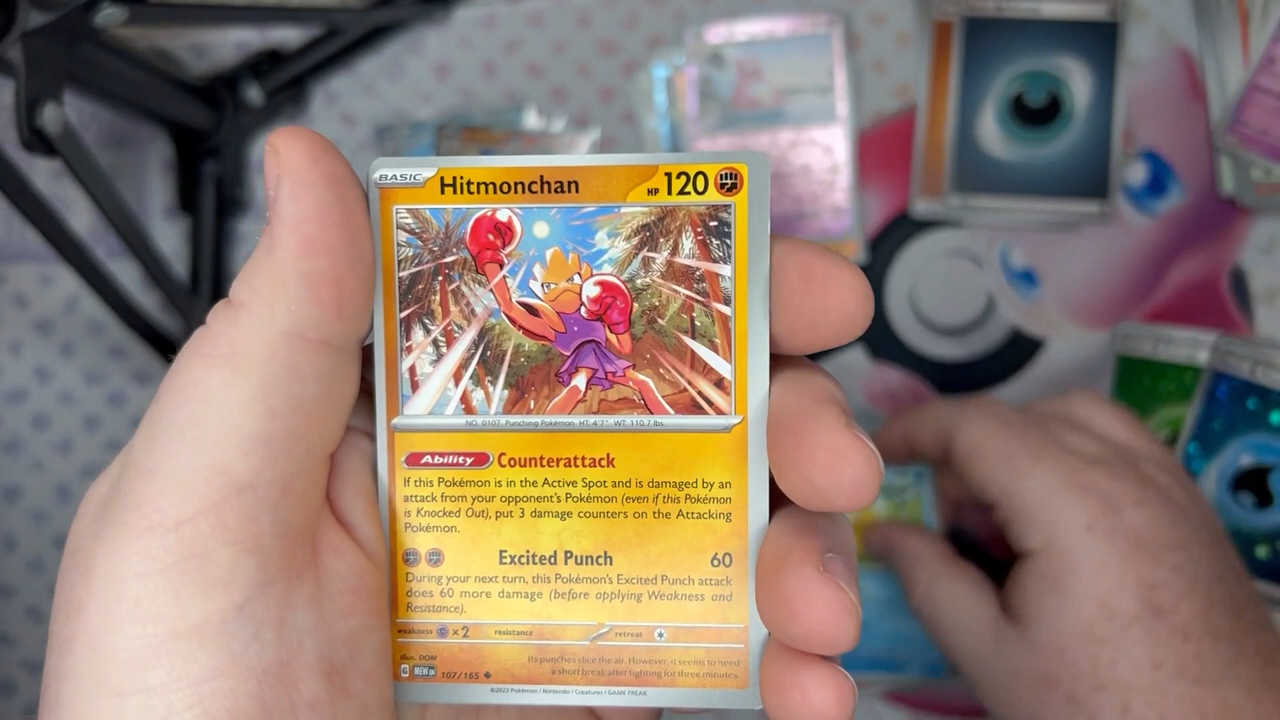 BASIC Hitmonchan HP 120
NO. 0107 Punching Pokémon HT: 4'7" WT: 110.7 lbs.
Ability Counterattack
If this Pokémon is in the Active Spot and is damaged by an
attack from your opponent's Pokémon (even if this Pokémon
is Knocked Out), put 3 damage counters on the Attacking
Pokémon.
Excited Punch 60
During your next turn, this Pokémon's Excited Punch attack
does 60 more damage (before applying Weakness and
Resistance).
weakness ×2 resistance retreat
Illus. DOM
Its punches slice the air. However, it seems to need
a short break after fighting for three minutes.
G MEW EN 107/165
©2023 Pokémon / Nintendo / Creatures / GAME FREAK